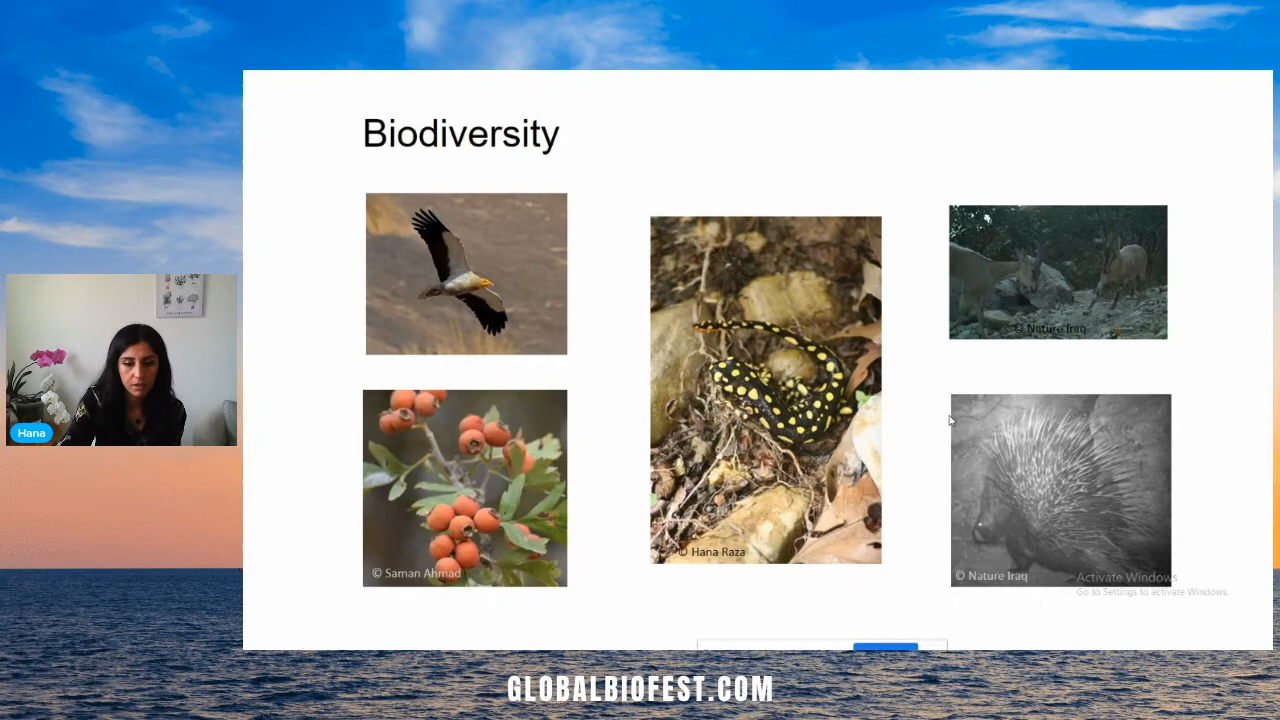 Biodiversity
© Nature Iraq
Hana
© Saman Ahmad
© Hana Raza
© Nature Iraq
Activate Windows
Go to Settings to activate Windows.
GLOBALBIOFEST.COM